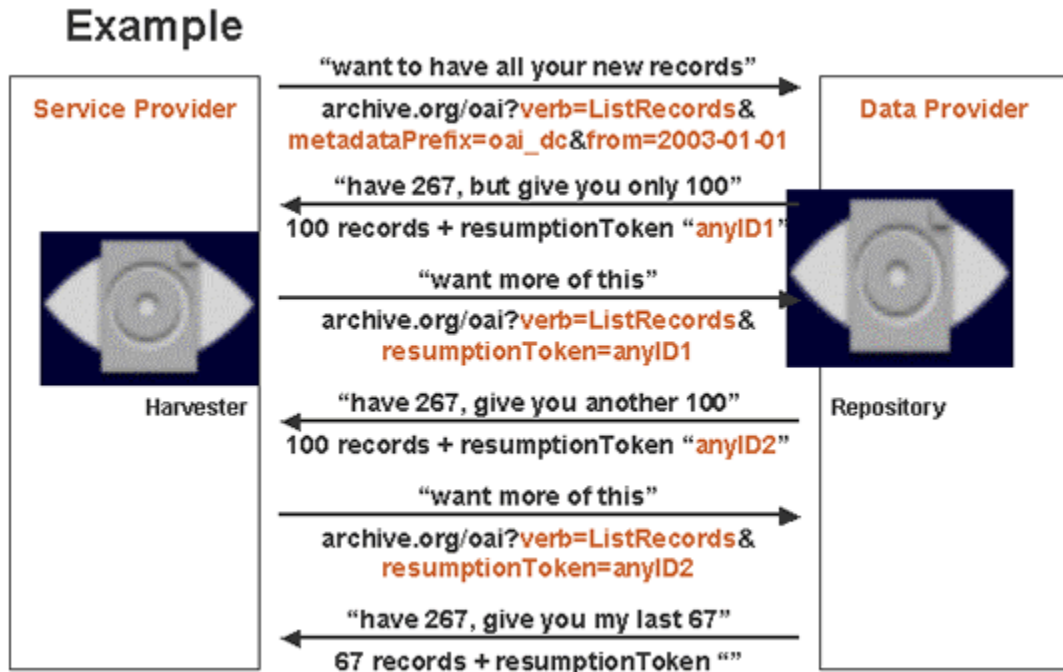 Example
Service Provider
Data Provider
“want to have all your new records”
archive.org/oai?verb=ListRecords&
metadataPrefix=oai_dc&from=2003-01-01
“have 267, but give you only 100”
100 records + resumptionToken “anyID1”
“want more of this”
archive.org/oai?verb=ListRecords&
resumptionToken=anyID1
Harvester
Repository
“have 267, give you another 100”
100 records + resumptionToken “anyID2”
“want more of this”
archive.org/oai?verb=ListRecords&
resumptionToken=anyID2
“have 267, give you my last 67”
67 records + resumptionToken “”